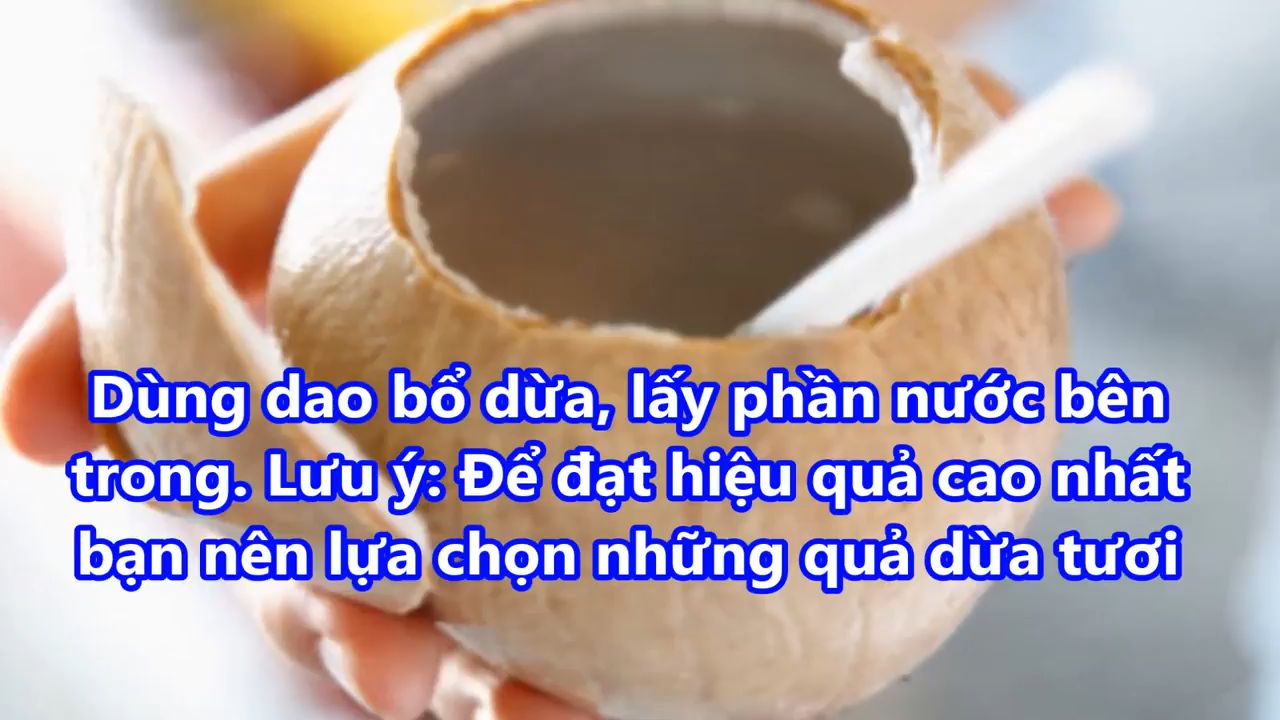 Dùng dao bổ dừa, lấy phần nước bên
trong. Lưu ý: Để đạt hiệu quả cao nhất
bạn nên lựa chọn những quả dừa tươi